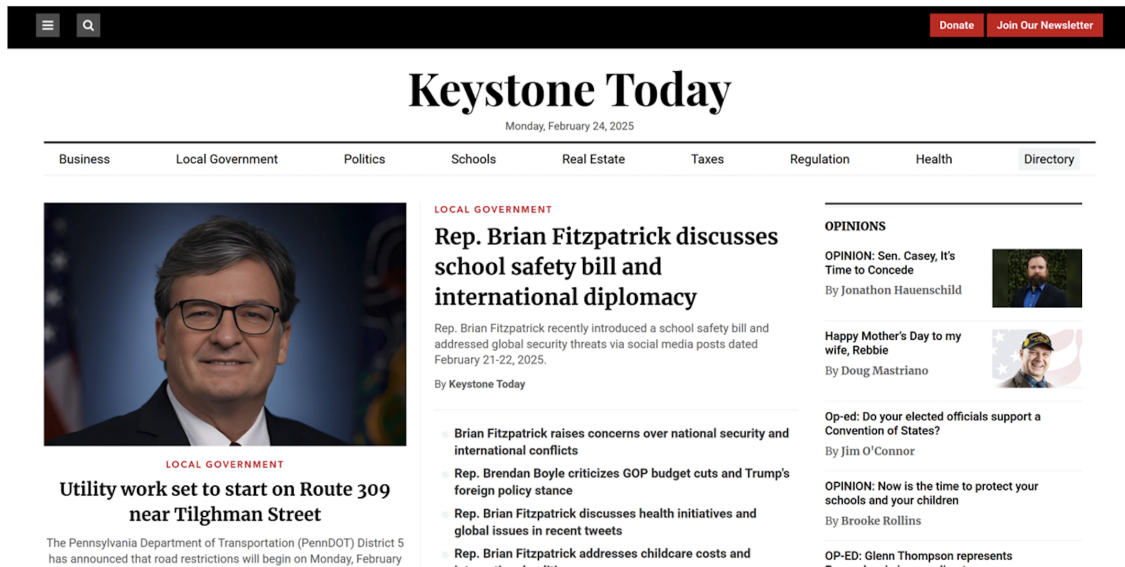 Donate
Join Our Newsletter
Keystone Today
Monday, February 24, 2025
Business
Local Government
Politics
Schools
Real Estate
Taxes
Regulation
Health
Directory
LOCAL GOVERNMENT
Utility work set to start on Route 309
near Tilghman Street
The Pennsylvania Department of Transportation (PennDOT) District 5
has announced that road restrictions will begin on Monday, February
LOCAL GOVERNMENT
Rep. Brian Fitzpatrick discusses
school safety bill and
international diplomacy
Rep. Brian Fitzpatrick recently introduced a school safety bill and
addressed global security threats via social media posts dated
February 21-22, 2025.
By Keystone Today
Brian Fitzpatrick raises concerns over national security and
international conflicts
Rep. Brendan Boyle criticizes GOP budget cuts and Trump's
foreign policy stance
Rep. Brian Fitzpatrick discusses health initiatives and
global issues in recent tweets
Rep. Brian Fitzpatrick addresses childcare costs and
OPINIONS
OPINION: Sen. Casey, It's
Time to Concede
By Jonathon Hauenschild
Happy Mother's Day to my
wife, Rebbie
By Doug Mastriano
Op-ed: Do your elected officials support a
Convention of States?
By Jim O'Connor
OPINION: Now is the time to protect your
schools and your children
By Brooke Rollins
OP-ED: Glenn Thompson represents